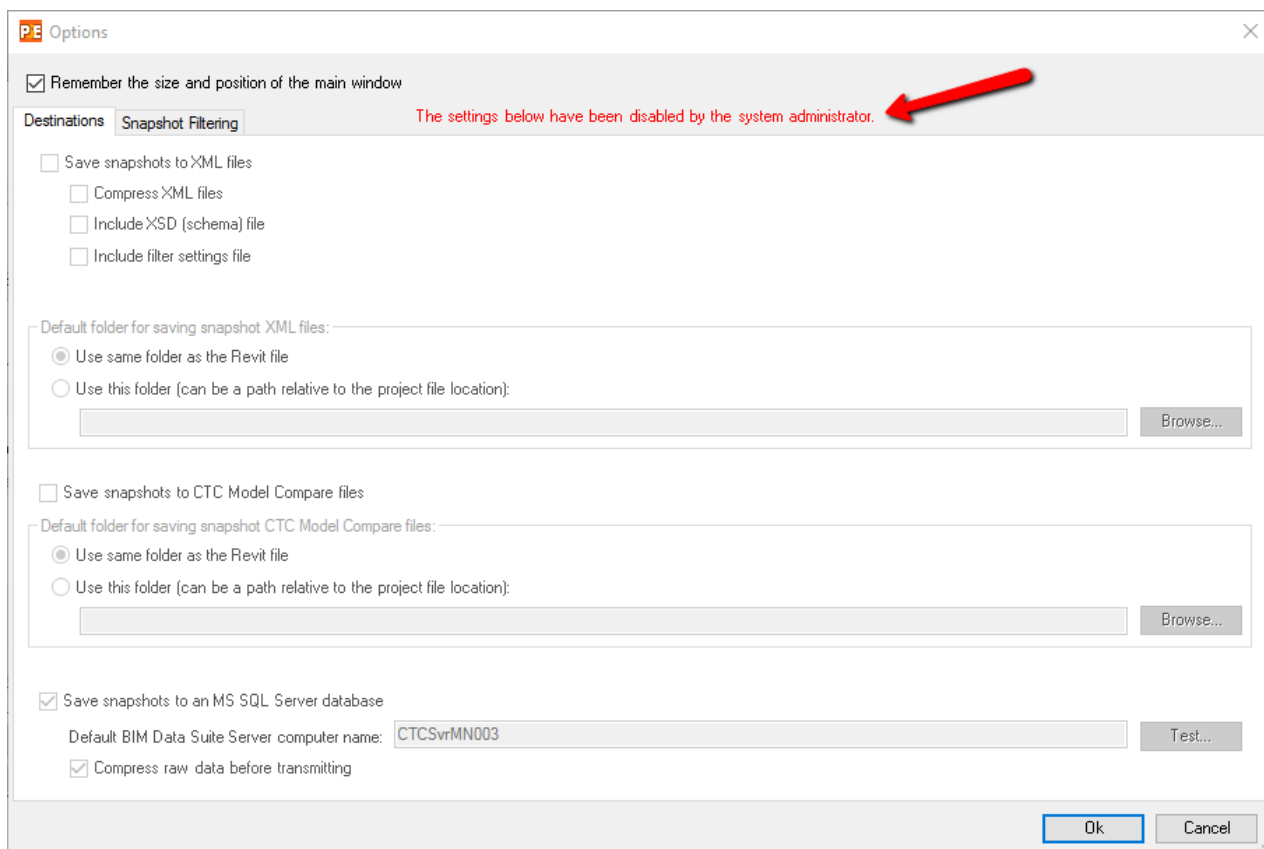 PE Options
Remember the size and position of the main window
Destinations Snapshot Filtering The settings below have been disabled by the system administrator.
Save snapshots to XML files
Compress XML files
Include XSD (schema) file
Include filter settings file
Default folder for saving snapshot XML files:
Use same folder as the Revit file
Use this folder (can be a path relative to the project file location):
Browse...
Save snapshots to CTC Model Compare files
Default folder for saving snapshot CTC Model Compare files:
Use same folder as the Revit file
Use this folder (can be a path relative to the project file location):
Browse...
Save snapshots to an MS SQL Server database
Default BIM Data Suite Server computer name: CTCSvrMN003 Test...
Compress raw data before transmitting
Ok Cancel